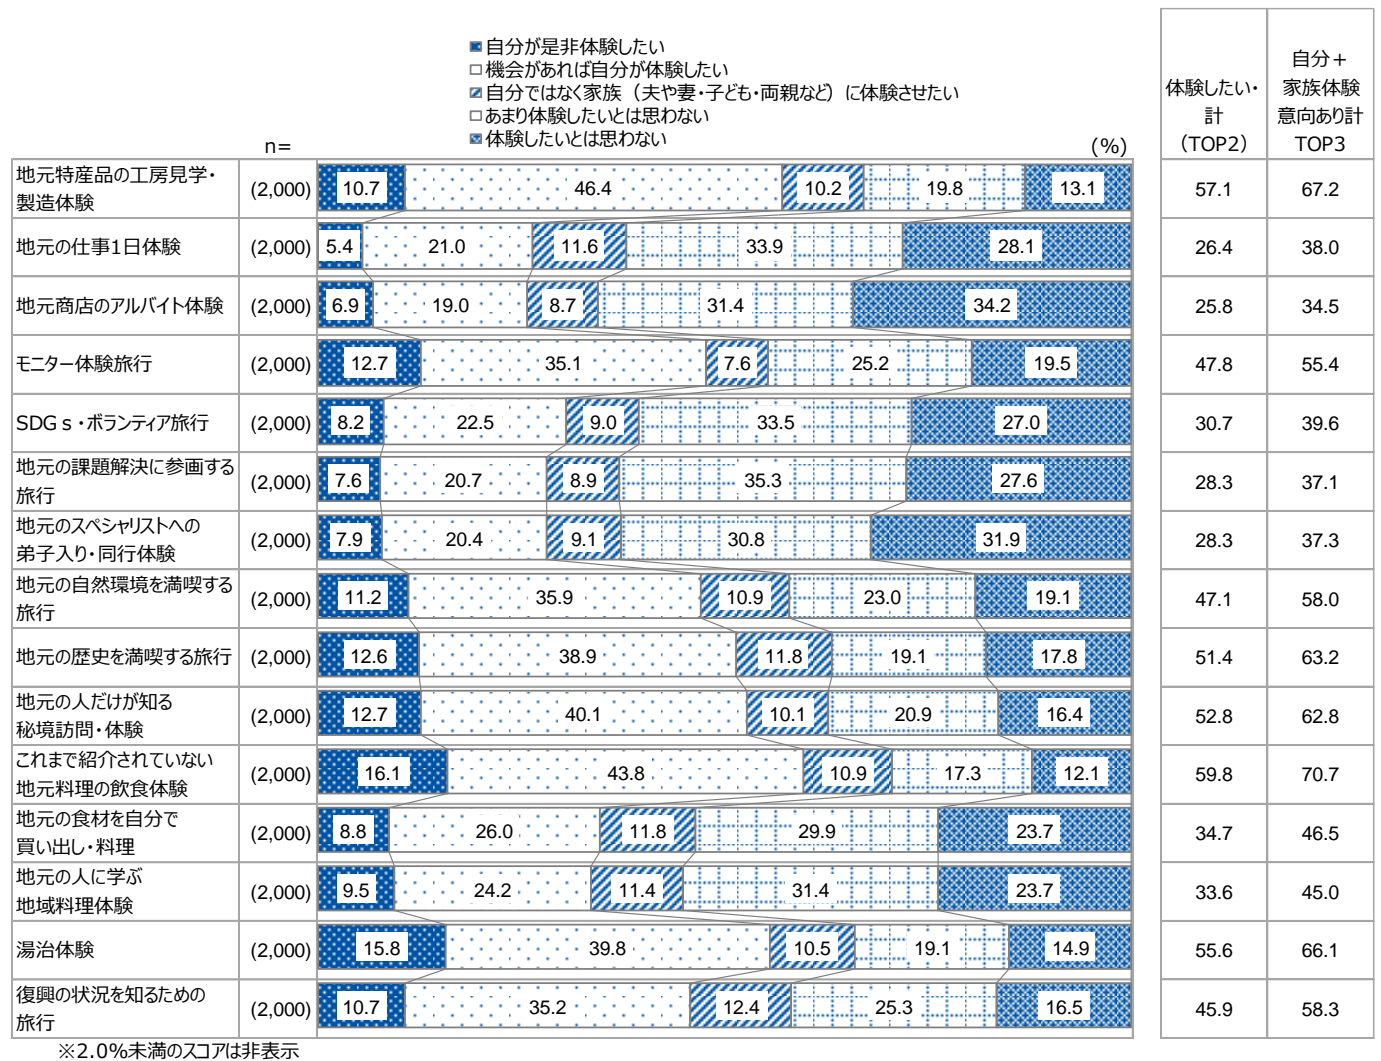 ■自分が是非体験したい
□機会があれば自分が体験したい
自分ではなく家族（夫や妻・子ども・両親など）に体験させたい
□あまり体験したいとは思わない
体験したいとは思わない
n=
(%)
体験したい・
計
（TOP2）
自分＋
家族体験
意向あり計
TOP3
地元特産品の工房見学・
製造体験
(2,000) 10.7 46.4 10.2 19.8 13.1 57.1 67.2
地元の仕事1日体験 (2,000) 5.4 21.0 11.6 33.9 28.1 26.4 38.0
地元商店のアルバイト体験 (2,000) 6.9 19.0 8.7 31.4 34.2 25.8 34.5
モニター体験旅行 (2,000) 12.7 35.1 7.6 25.2 19.5 47.8 55.4
SDGｓ・ボランティア旅行 (2,000) 8.2 22.5 9.0 33.5 27.0 30.7 39.6
地元の課題解決に参画する
旅行
(2,000) 7.6 20.7 8.9 35.3 27.6 28.3 37.1
地元のスペシャリストへの
弟子入り・同行体験
(2,000) 7.9 20.4 9.1 30.8 31.9 28.3 37.3
地元の自然環境を満喫する
旅行
(2,000) 11.2 35.9 10.9 23.0 19.1 47.1 58.0
地元の歴史を満喫する旅行 (2,000) 12.6 38.9 11.8 19.1 17.8 51.4 63.2
地元の人だけが知る
秘境訪問・体験
(2,000) 12.7 40.1 10.1 20.9 16.4 52.8 62.8
これまで紹介されていない
地元料理の飲食体験
(2,000) 16.1 43.8 10.9 17.3 12.1 59.8 70.7
地元の食材を自分で
買い出し・料理
(2,000) 8.8 26.0 11.8 29.9 23.7 34.7 46.5
地元の人に学ぶ
地域料理体験
(2,000) 9.5 24.2 11.4 31.4 23.7 33.6 45.0
湯治体験 (2,000) 15.8 39.8 10.5 19.1 14.9 55.6 66.1
復興の状況を知るための
旅行
(2,000) 10.7 35.2 12.4 25.3 16.5 45.9 58.3
※2.0%未満のスコアは非表示